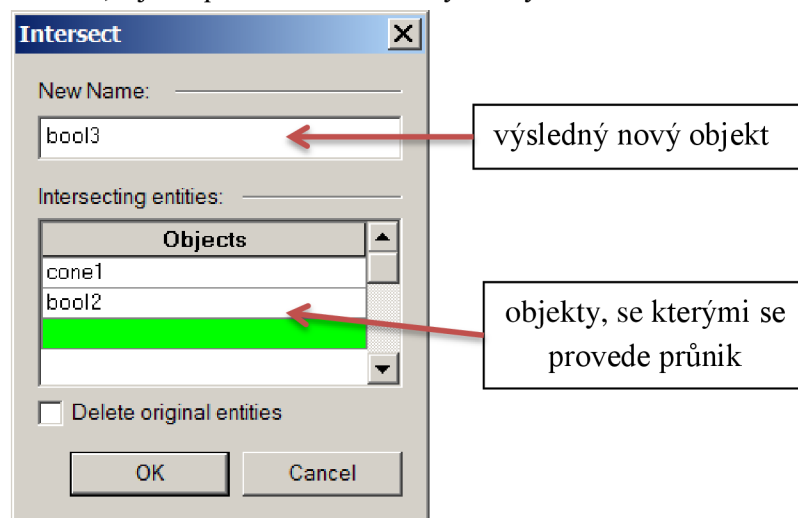 Intersect
New Name:
bool3
výsledný nový objekt
Intersecting entities:
Objects
cone1
bool2
objekty, se kterými se
provede průnik
Delete original entities
OK
Cancel